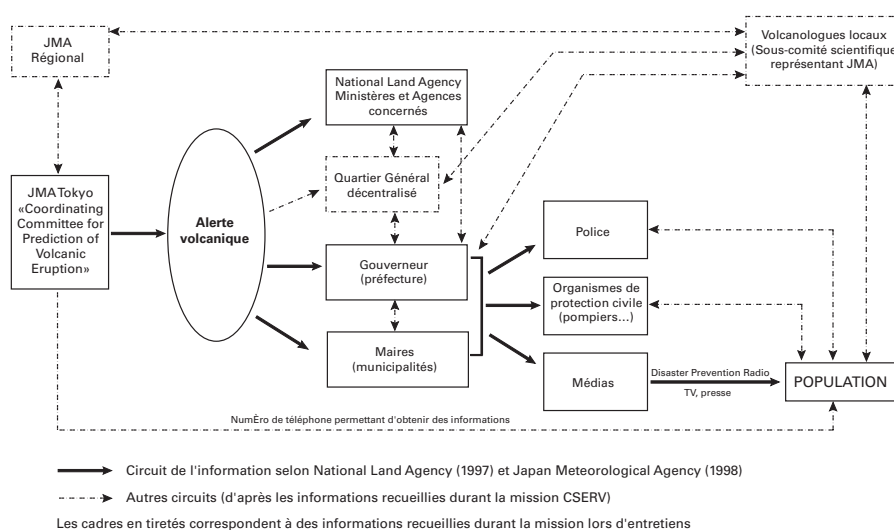 JMA
Régional
Volcanologues locaux
(Sous-comité scientifique
représentant JMA)
National Land Agency
Ministères et Agences
concernés
Quartier Général
décentralisé
JMA Tokyo
«Coordinating
Committee for
Prediction of
Volcanic
Eruption»
Alerte
volcanique
Gouverneur
(préfecture)
Maires
(municipalités)
Police
Organismes de
protection civile
(pompiers...)
Médias
Disaster Prevention Radio
TV, presse
POPULATION
NumÈro de téléphone permettant d'obtenir des informations
Circuit de l'information selon National Land Agency (1997) et Japan Meteorological Agency (1998)
Autres circuits (d'après les informations recueillies durant la mission CSERV)
Les cadres en tiretés correspondent à des informations recueillies durant la mission lors d'entretiens